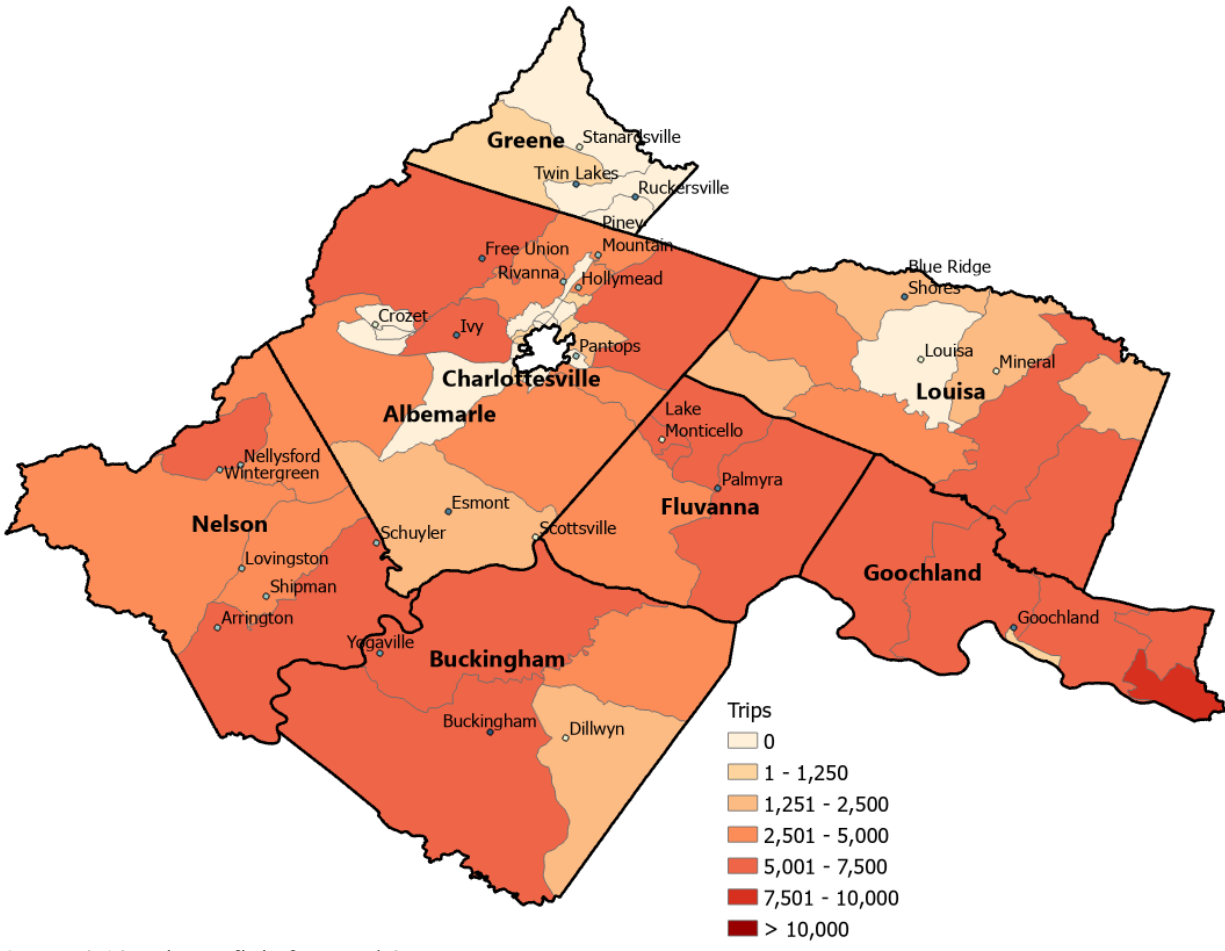 Greene
Stanardsville
Twin Lakes
Ruckersville
Piney
Mountain
Free Union
Rivanna
Hollymead
Blue Ridge
Shores
Crozet
Ivy
Pantops
Louisa
Mineral
Charlottesville
Louisa
Albemarle
Lake
Monticello
Nellysford
Wintergreen
Palmyra
Esmont
Fluvanna
Nelson
Scottsville
Schuyler
Lovingston
Goochland
Shipman
Arrington
Goochland
Yogaville
Buckingham
Buckingham
Dillwyn
Trips
0
1 - 1,250
1,251 - 2,500
2,501 - 5,000
5,001 - 7,500
7,501 - 10,000
> 10,000